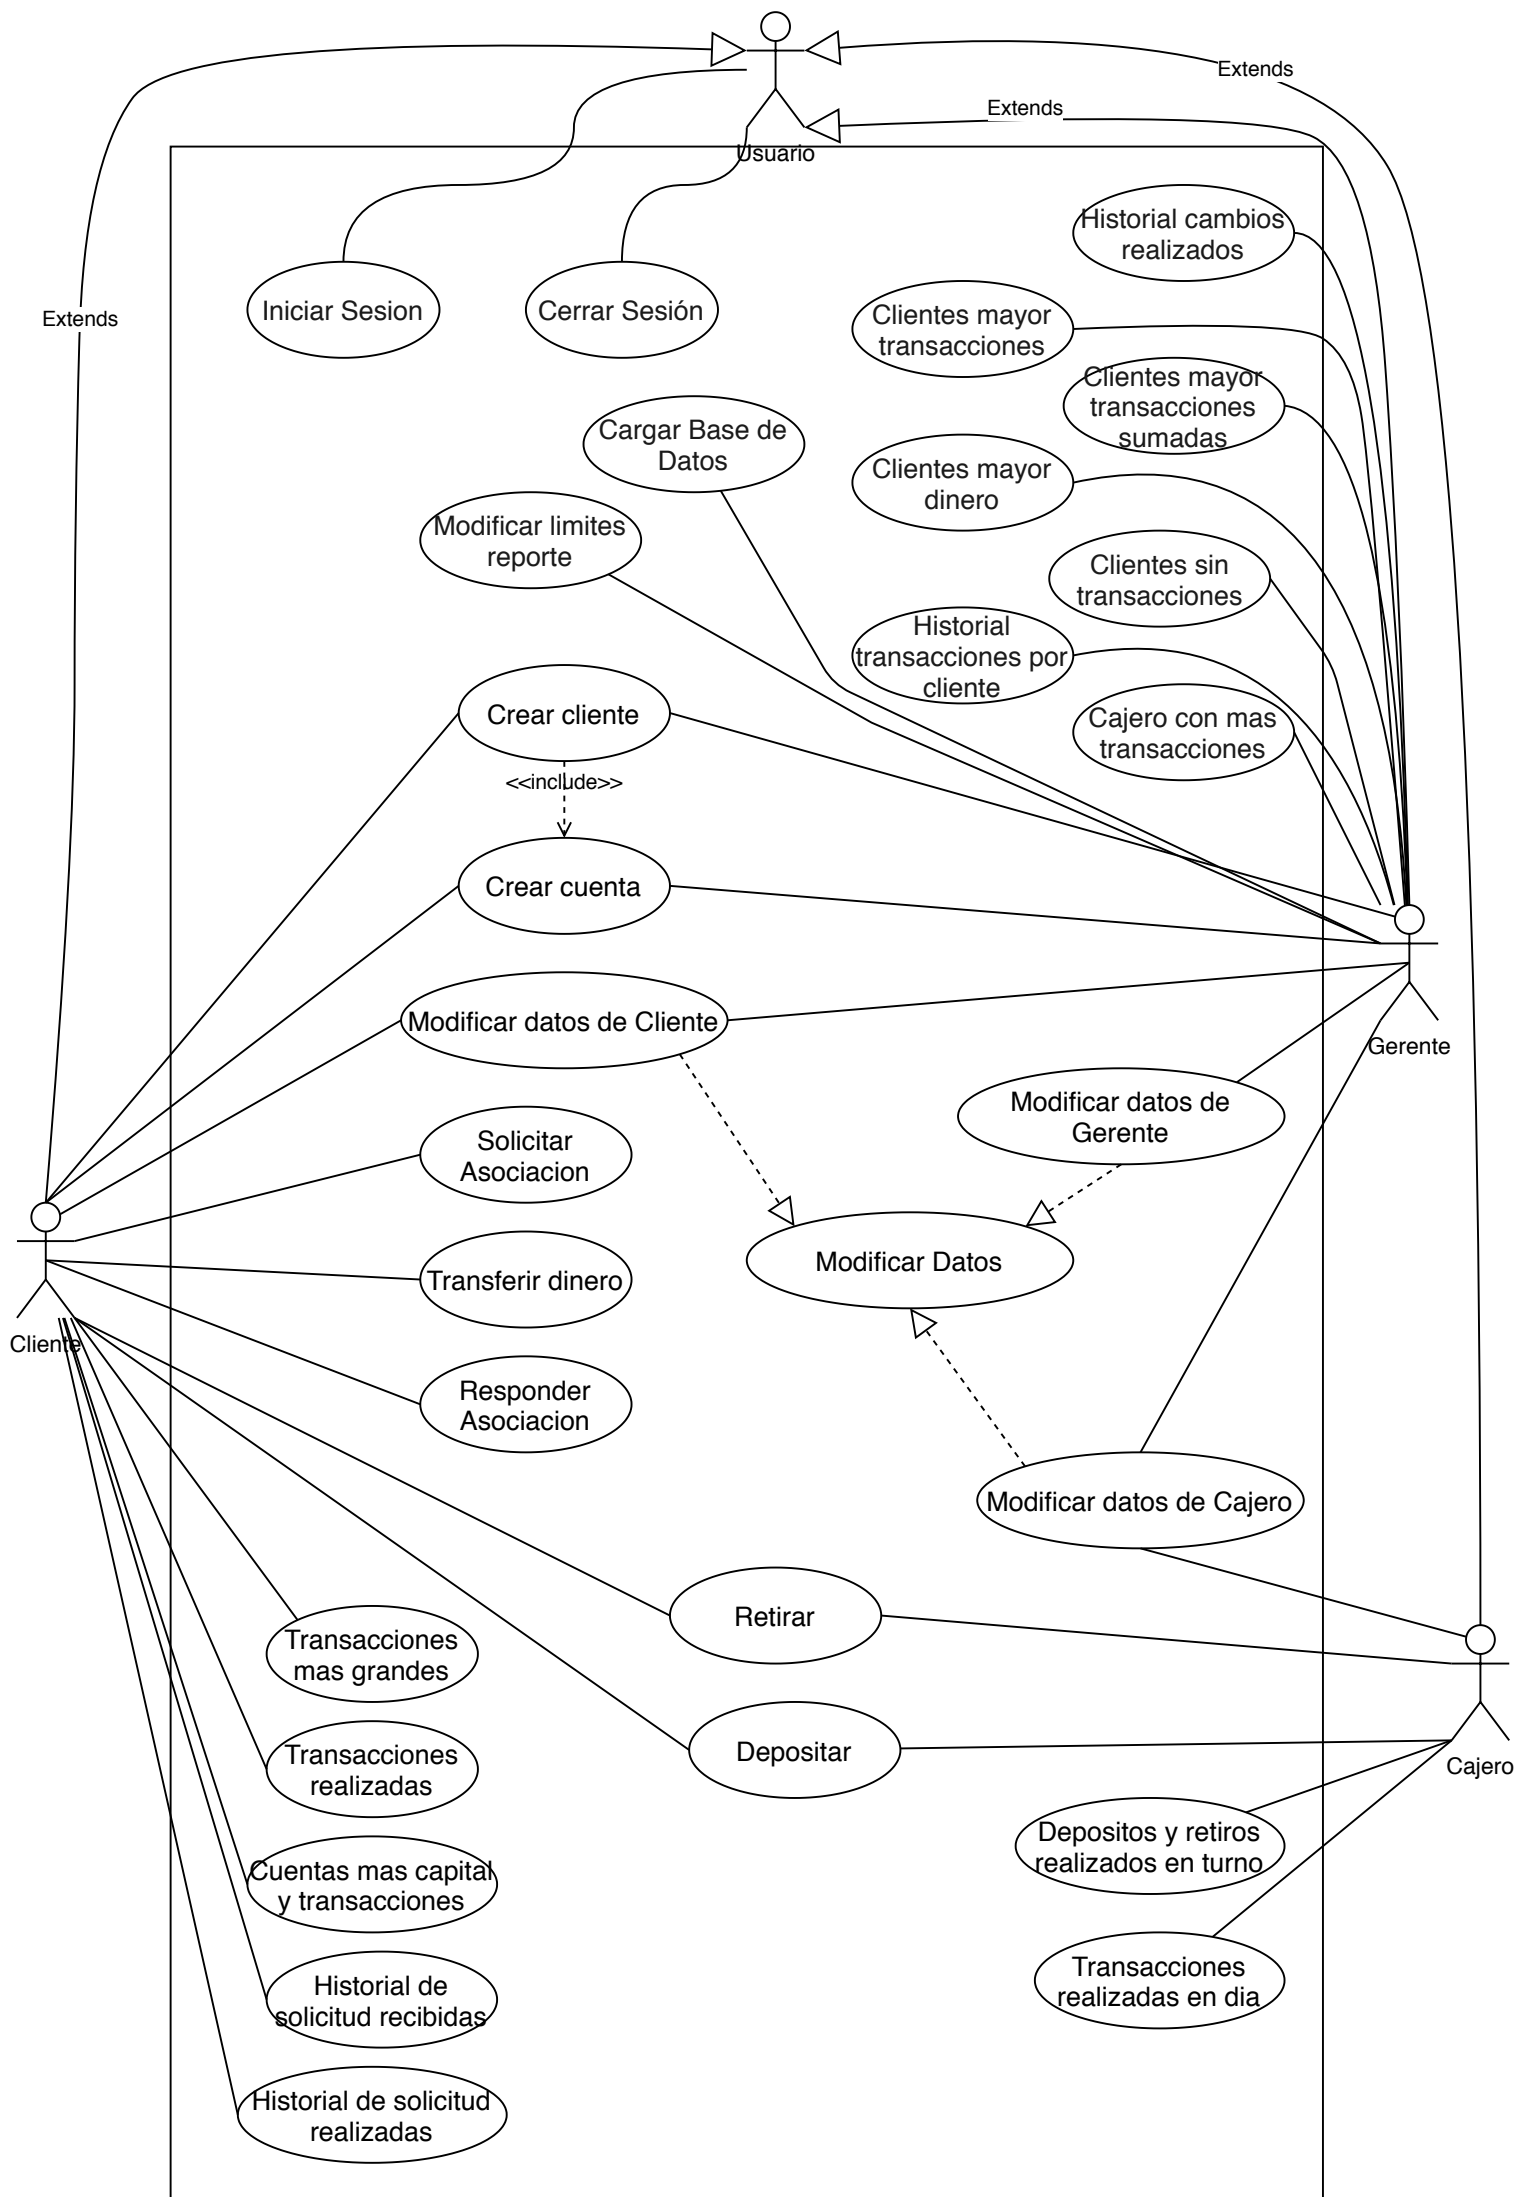 Extends
Extends
Usuario
Historial cambios
realizados
Iniciar Sesion
Cerrar Sesión
Extends
Clientes mayor
transacciones
Clientes mayor
transacciones
sumadas
Cargar Base de
Datos
Clientes mayor
dinero
Modificar limites
reporte
Clientes sin
transacciones
Historial
transacciones por
cliente
Crear cliente
Cajero con mas
transacciones
<<include>>
Crear cuenta
Modificar datos de Cliente
Gerente
Modificar datos de
Gerente
Solicitar
Asociacion
Modificar Datos
Transferir dinero
Cliente
Responder
Asociacion
Modificar datos de Cajero
Retirar
Transacciones
mas grandes
Depositar
Cajero
Transacciones
realizadas
Depositos y retiros
realizados en turno
Cuentas mas capital
y transacciones
Transacciones
realizadas en dia
Historial de
solicitud recibidas
Historial de solicitud
realizadas